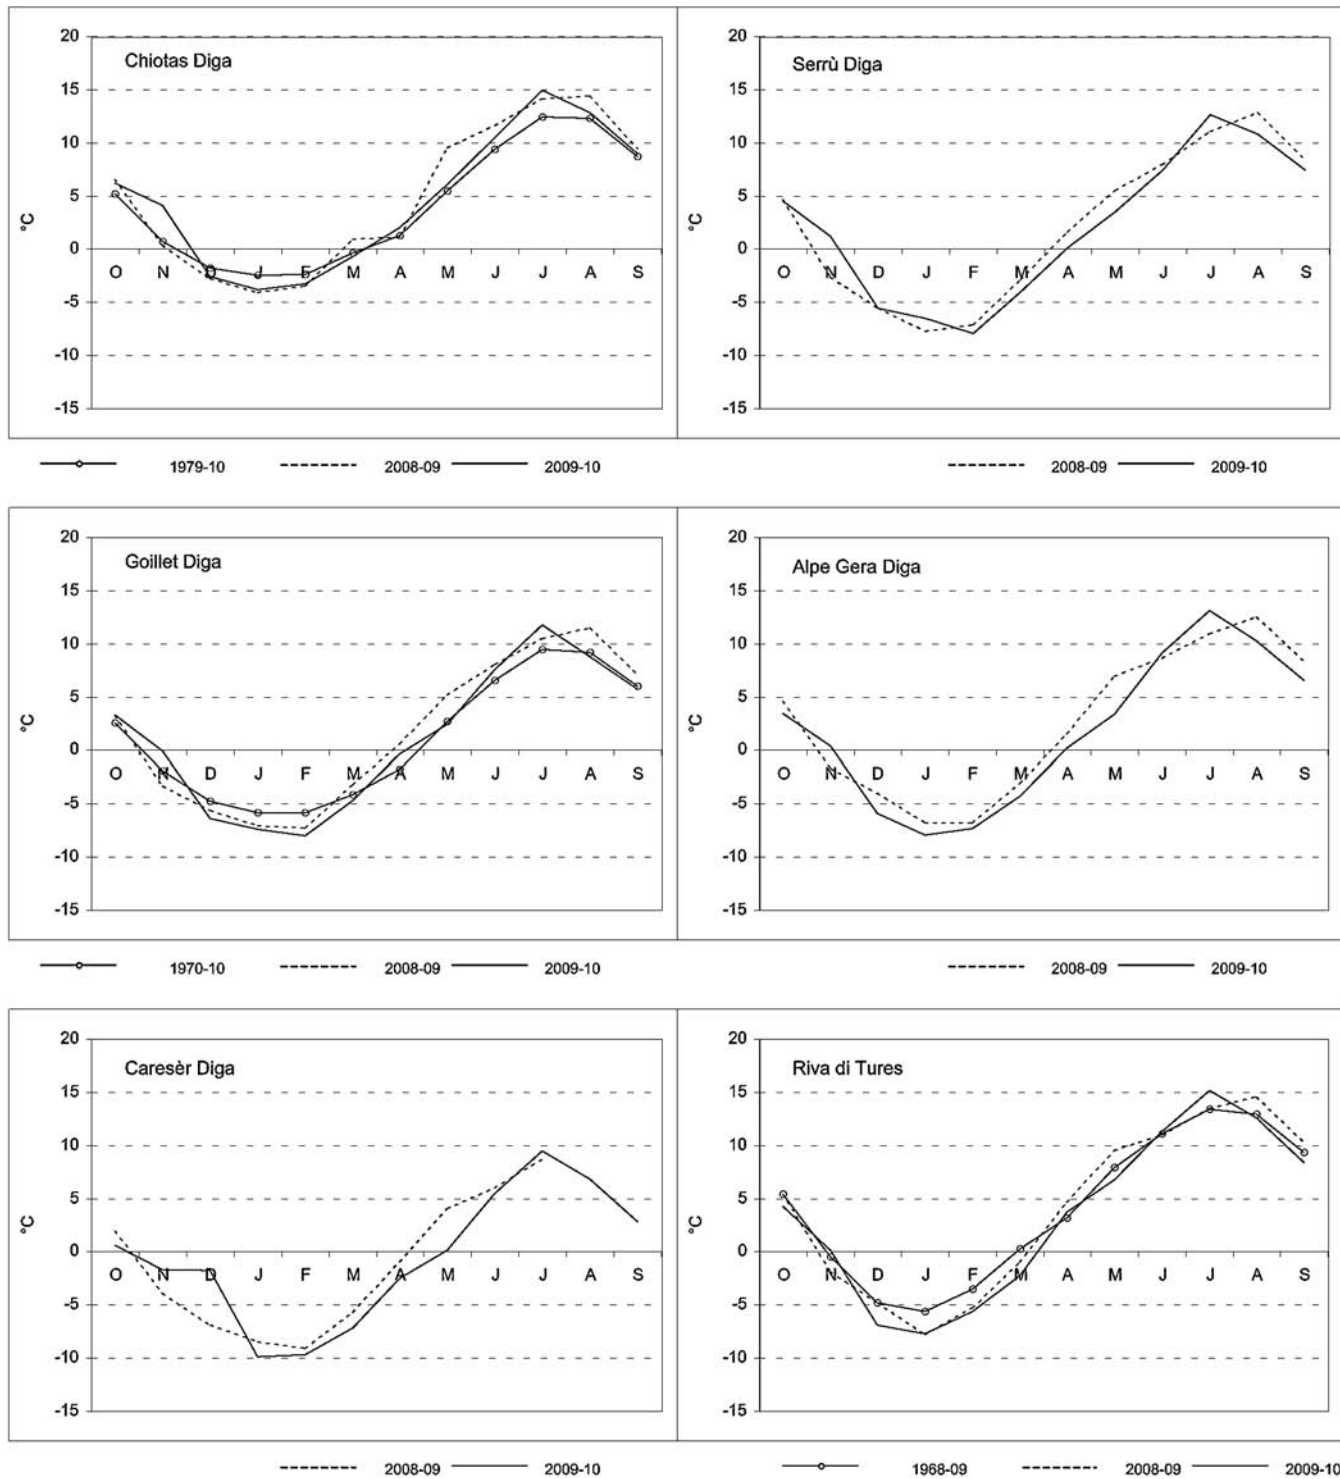 20
15
10
5
0
-5
-10
-15
°C
Chiotas Diga
O N D J F M A M J J A S
1979-10 2008-09 2009-10
20
15
10
5
0
-5
-10
-15
°C
Serrù Diga
O N D J F M A M J J A S
2008-09 2009-10
20
15
10
5
0
-5
-10
-15
°C
Goillet Diga
O N D J F M A M J J A S
1970-10 2008-09 2009-10
20
15
10
5
0
-5
-10
-15
°C
Alpe Gera Diga
O N D J F M A M J J A S
2008-09 2009-10
20
15
10
5
0
-5
-10
-15
°C
Caresèr Diga
O N D J F M A M J J A S
2008-09 2009-10
20
15
10
5
0
-5
-10
-15
°C
Riva di Tures
O N D J F M A M J J A S
1968-09 2008-09 2009-10